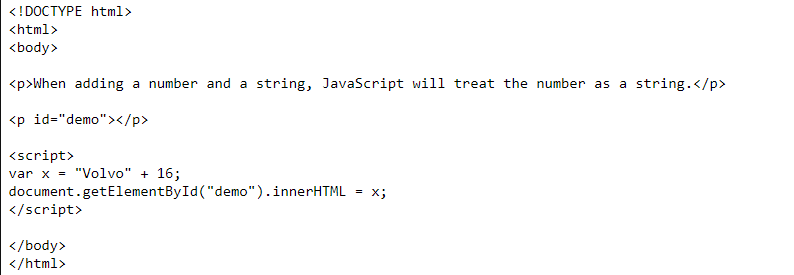 <!DOCTYPE html>
<html>
<body>
<p>When adding a number and a string, JavaScript will treat the number as a string.</p>
<p id="demo"></p>
<script>
var x = "Volvo" + 16;
document.getElementById("demo").innerHTML = x;
</script>
</body>
</html>